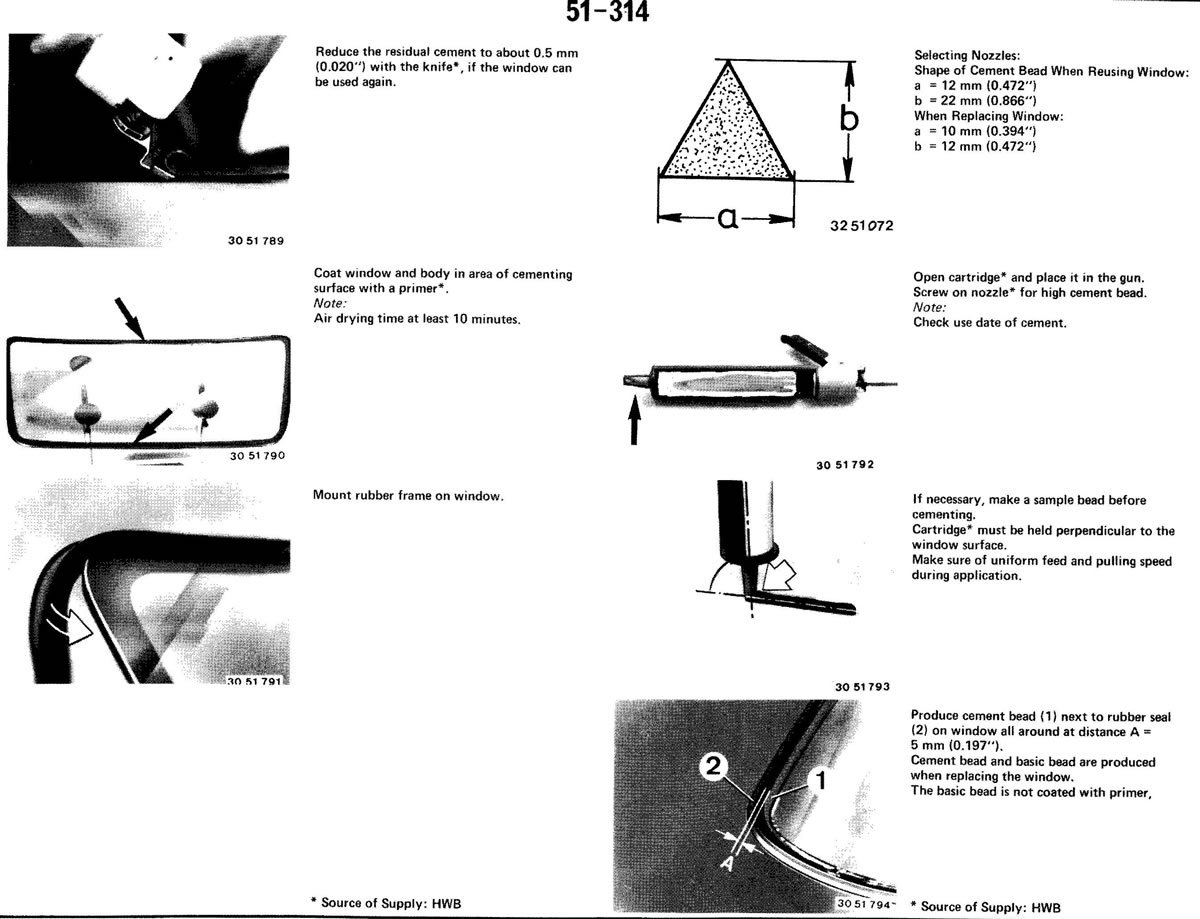 51-314
Reduce the residual cement to about 0.5 mm
(0.020") with the knife*, if the window can
be used again.
30 51 789
Coat window and body in area of cementing
surface with a primer*.
Note:
Air drying time at least 10 minutes.
30 51 790
Mount rubber frame on window.
30 51 791
* Source of Supply: HWB
Selecting Nozzles:
Shape of Cement Bead When Reusing Window:
a = 12 mm (0.472")
b = 22 mm (0.866")
When Replacing Window:
a = 10 mm (0.394")
b = 12 mm (0.472")
b
a
32 51 072
Open cartridge* and place it in the gun.
Screw on nozzle* for high cement bead.
Note:
Check use date of cement.
30 51 792
If necessary, make a sample bead before
cementing.
Cartridge* must be held perpendicular to the
window surface.
Make sure of uniform feed and pulling speed
during application.
30 51 793
Produce cement bead (1) next to rubber seal
(2) on window all around at distance A =
5 mm (0.197").
Cement bead and basic bead are produced
when replacing the window.
The basic bead is not coated with primer,
2
1
A
30 51 794
* Source of Supply: HWB